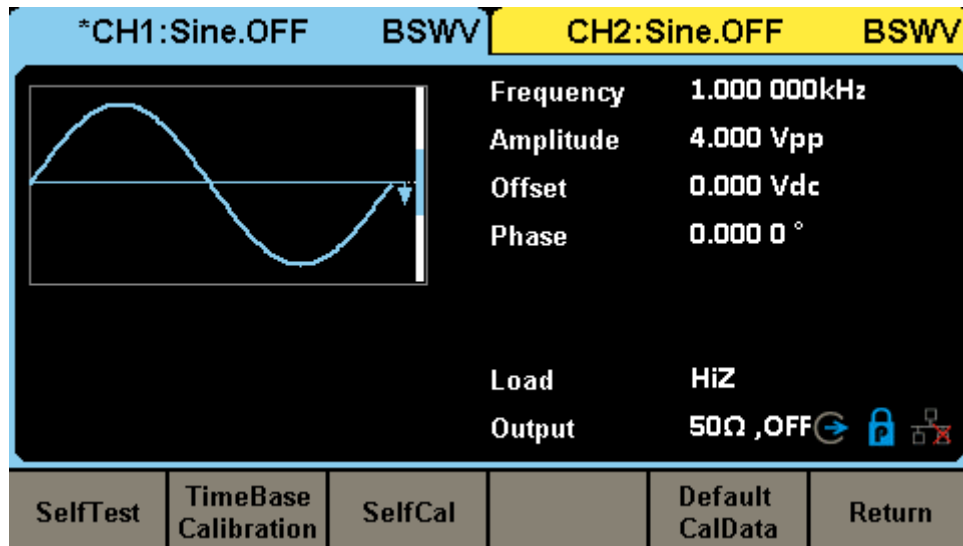 *CH1:Sine.OFF BSWV CH2:Sine.OFF BSWV
Frequency 1.000 000kHz
Amplitude 4.000 Vpp
Offset 0.000 Vdc
Phase 0.000 0 °
Load HiZ
Output 50Ω ,OFF P
SelfTest TimeBase Calibration SelfCal Default CalData Return